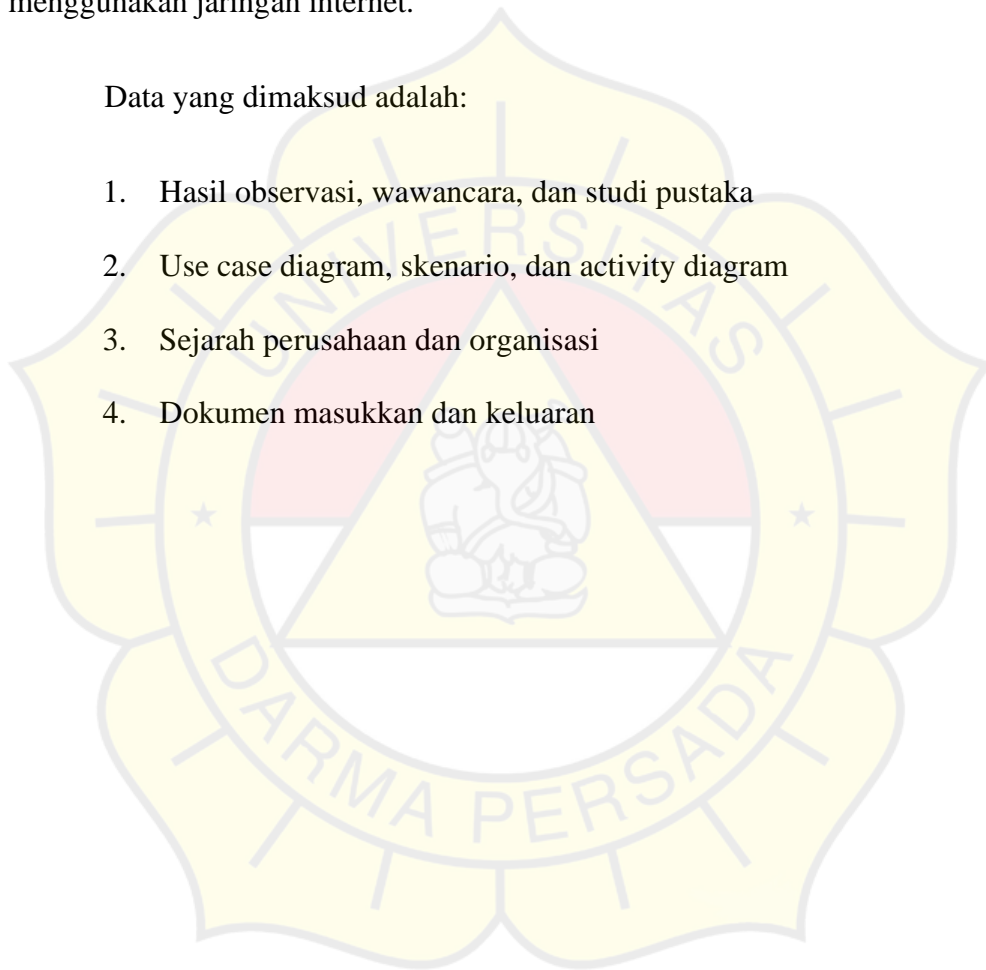 menggunakan jaringan internet.
Data yang dimaksud adalah:
1. Hasil observasi, wawancara, dan studi pustaka
2. Use case diagram, skenario, dan activity diagram
3. Sejarah perusahaan dan organisasi
4. Dokumen masukkan dan keluaran
UNIVERSITAS
DARMA PERSADA